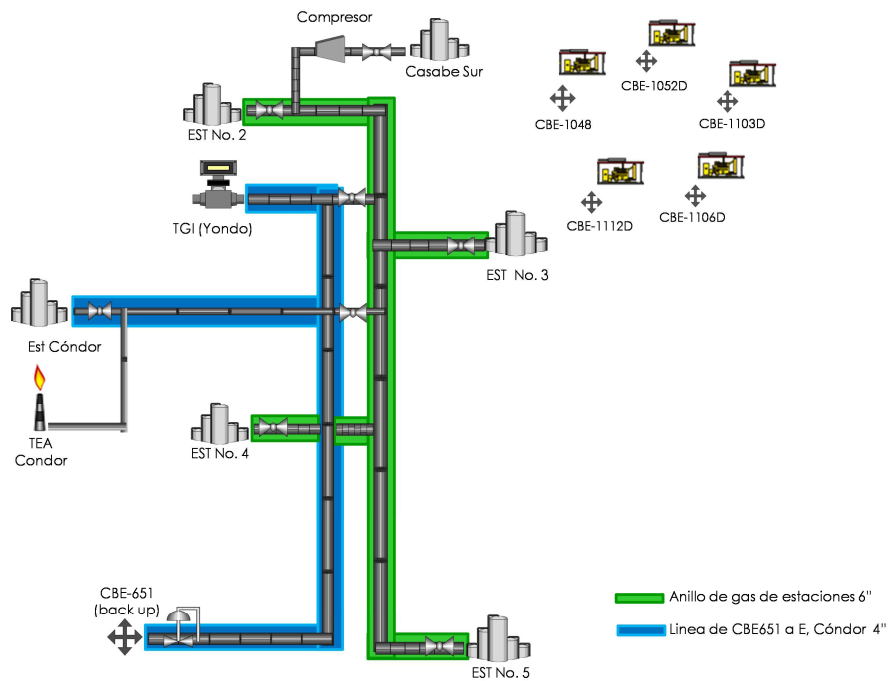 Compresor
Casabe Sur
CBE-1052D
CBE-1048
CBE-1103D
EST No. 2
TGI (Yondo)
CBE-1112D
CBE-1106D
EST No. 3
Est Cóndor
TEA
Condor
EST No. 4
CBE-651
(back up)
EST No. 5
Anillo de gas de estaciones 6"
Linea de CBE651 a E, Cóndor 4"